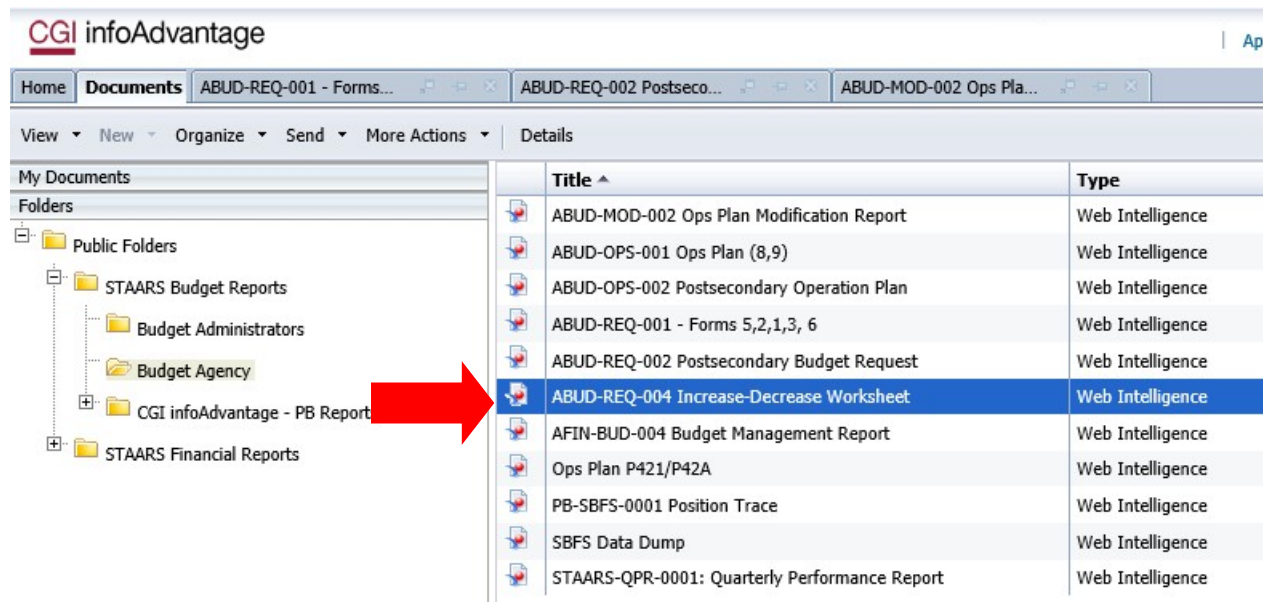 CGI infoAdvantage
| Ap
Home Documents ABUD-REQ-001 - Forms... ABUD-REQ-002 Postseco... ABUD-MOD-002 Ops Pla...
View New Organize Send More Actions Details
My Documents
Folders
Public Folders
STAARS Budget Reports
Budget Administrators
Budget Agency
CGI infoAdvantage - PB Report
STAARS Financial Reports
Title Type
ABUD-MOD-002 Ops Plan Modification Report Web Intelligence
ABUD-OPS-001 Ops Plan (8,9) Web Intelligence
ABUD-OPS-002 Postsecondary Operation Plan Web Intelligence
ABUD-REQ-001 - Forms 5,2,1,3, 6 Web Intelligence
ABUD-REQ-002 Postsecondary Budget Request Web Intelligence
ABUD-REQ-004 Increase-Decrease Worksheet Web Intelligence
AFIN-BUD-004 Budget Management Report Web Intelligence
Ops Plan P421/P42A Web Intelligence
PB-SBFS-0001 Position Trace Web Intelligence
SBFS Data Dump Web Intelligence
STAARS-QPR-0001: Quarterly Performance Report Web Intelligence